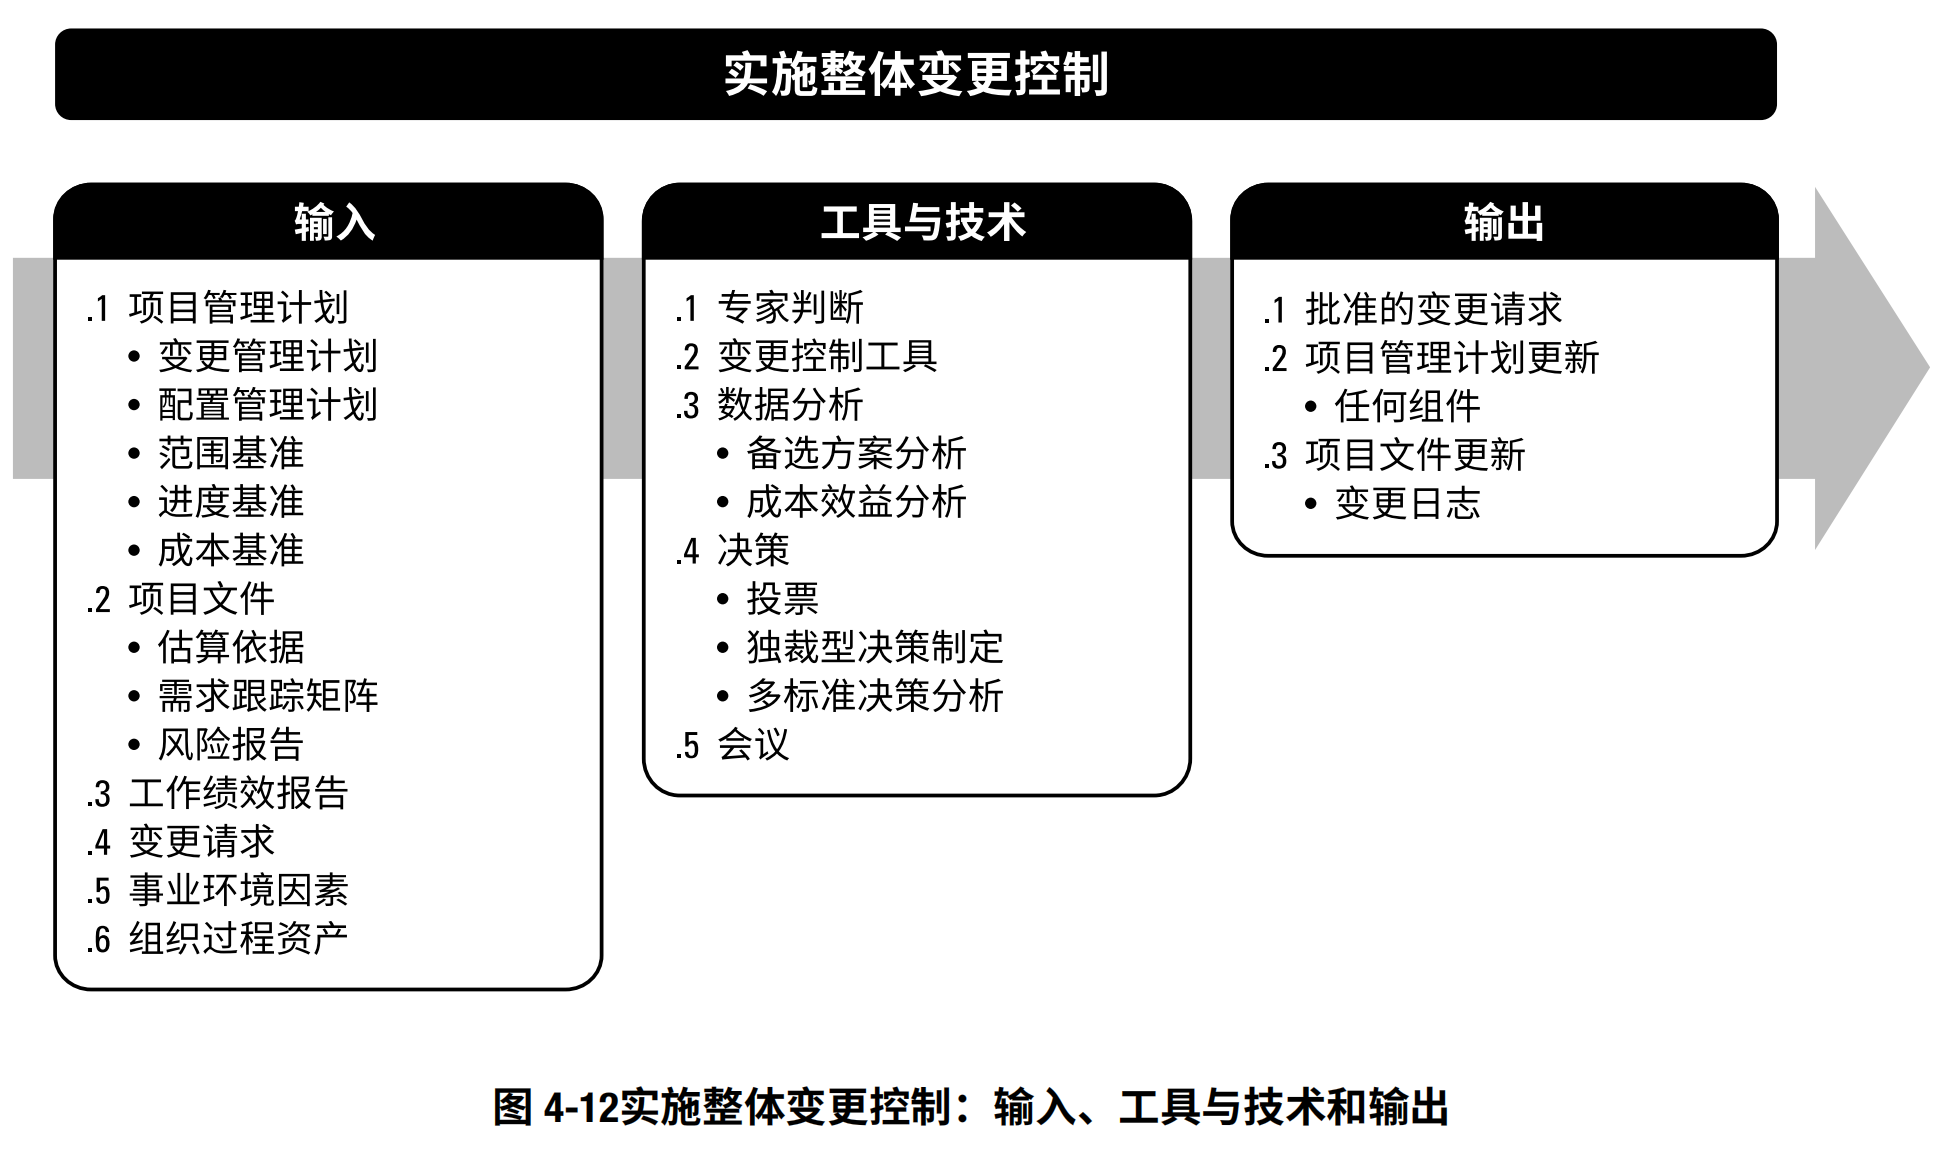 实施整体变更控制
输入
.1 项目管理计划
• 变更管理计划
• 配置管理计划
• 范围基准
• 进度基准
• 成本基准
.2 项目文件
• 估算依据
• 需求跟踪矩阵
• 风险报告
.3 工作绩效报告
.4 变更请求
.5 事业环境因素
.6 组织过程资产
工具与技术
.1 专家判断
.2 变更控制工具
.3 数据分析
• 备选方案分析
• 成本效益分析
.4 决策
• 投票
• 独裁型决策制定
• 多标准决策分析
.5 会议
输出
.1 批准的变更请求
.2 项目管理计划更新
• 任何组件
.3 项目文件更新
• 变更日志
图 4-12实施整体变更控制：输入、工具与技术和输出